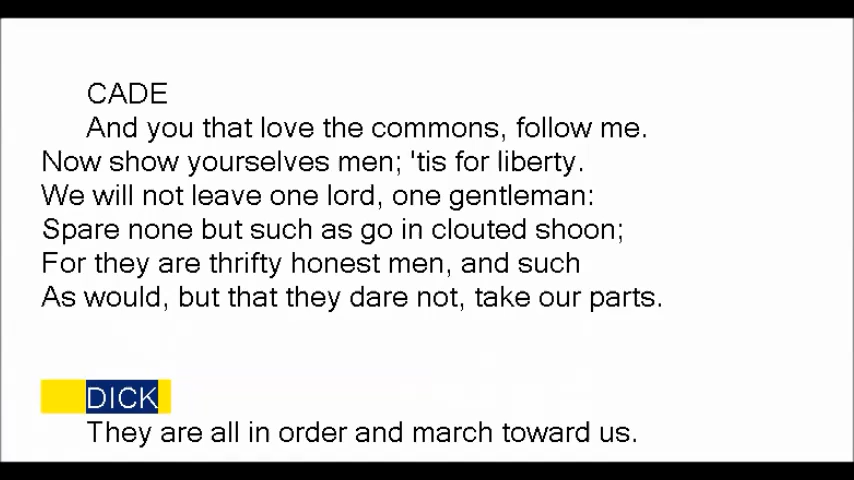 CADE
And you that love the commons, follow me.
Now show yourselves men; 'tis for liberty.
We will not leave one lord, one gentleman:
Spare none but such as go in clouted shoon;
For they are thrifty honest men, and such
As would, but that they dare not, take our parts.
DICK
They are all in order and march toward us.